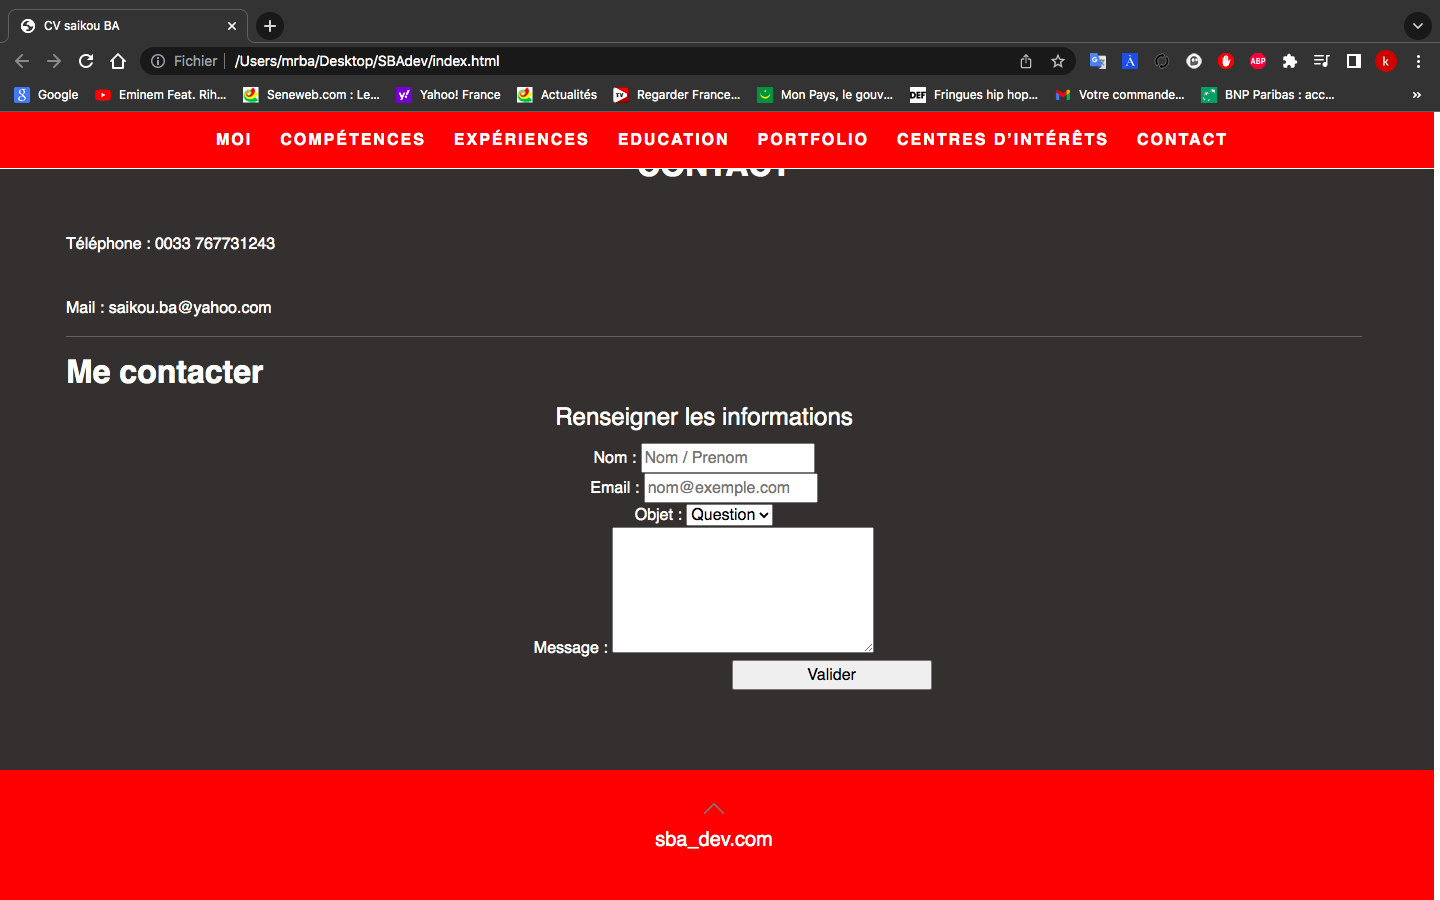 CV saikou BA
Fichier /Users/mrba/Desktop/SBAdev/index.html k
Google Eminem Feat. Rih... Seneweb.com : Le... Yahoo! France Actualités Regarder France... Mon Pays, le gouv... DEF Fringues hip hop... Votre commande... BNP Paribas : acc... »
MOI COMPÉTENCES EXPÉRIENCES EDUCATION PORTFOLIO CENTRES D'INTÉRÊTS CONTACT
CONTACT
Téléphone : 0033 767731243
Mail : saikou.ba@yahoo.com
Me contacter
Renseigner les informations
Nom : Nom / Prenom
Email : nom@exemple.com
Objet : Question
Message :
Valider
sba_dev.com